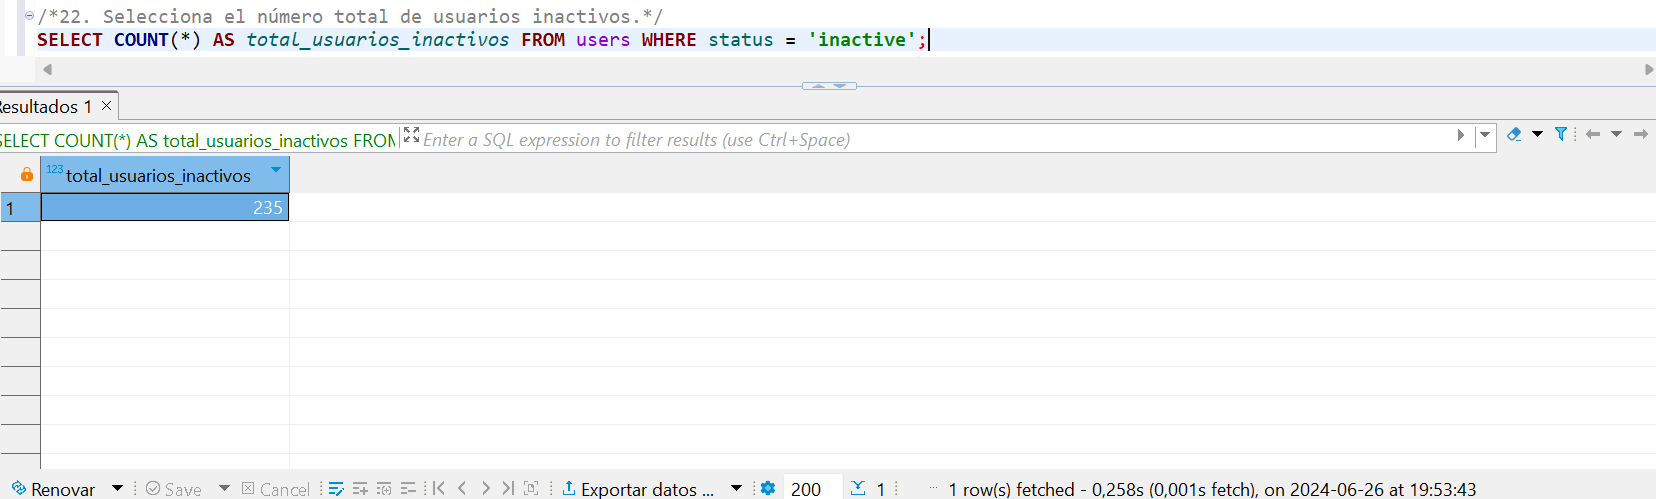 /*22. Selecciona el número total de usuarios inactivos.*/
SELECT COUNT(*) AS total_usuarios_inactivos FROM users WHERE status = 'inactive';
Resultados 1
SELECT COUNT(*) AS total_usuarios_inactivos FROM Enter a SQL expression to filter results (use Ctrl+Space)
123 total_usuarios_inactivos
1 235
Renovar Save Cancel Exportar datos ... 200 1 ... 1 row(s) fetched - 0,258s (0,001s fetch), on 2024-06-26 at 19:53:43